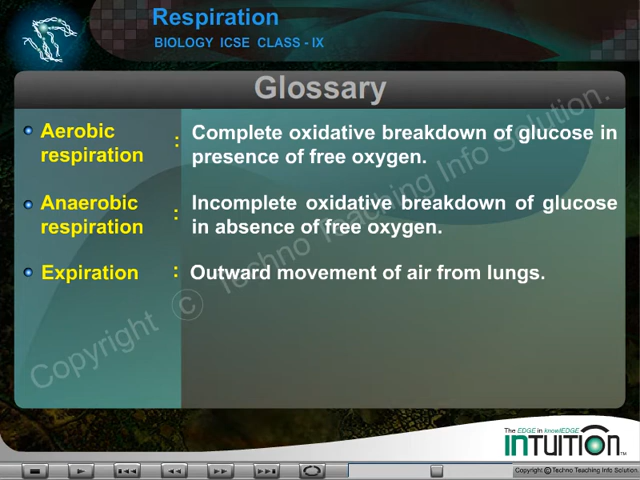 Respiration
BIOLOGY ICSE CLASS - IX
Glossary
Aerobic respiration : Complete oxidative breakdown of glucose in
presence of free oxygen.
Anaerobic respiration : Incomplete oxidative breakdown of glucose
in absence of free oxygen.
Expiration : Outward movement of air from lungs.
Copyright © Techno Teaching Info Solution.
The EDGE in knowlEDGE
INTUITION TM
Copyright © Techno Teaching Info Solution